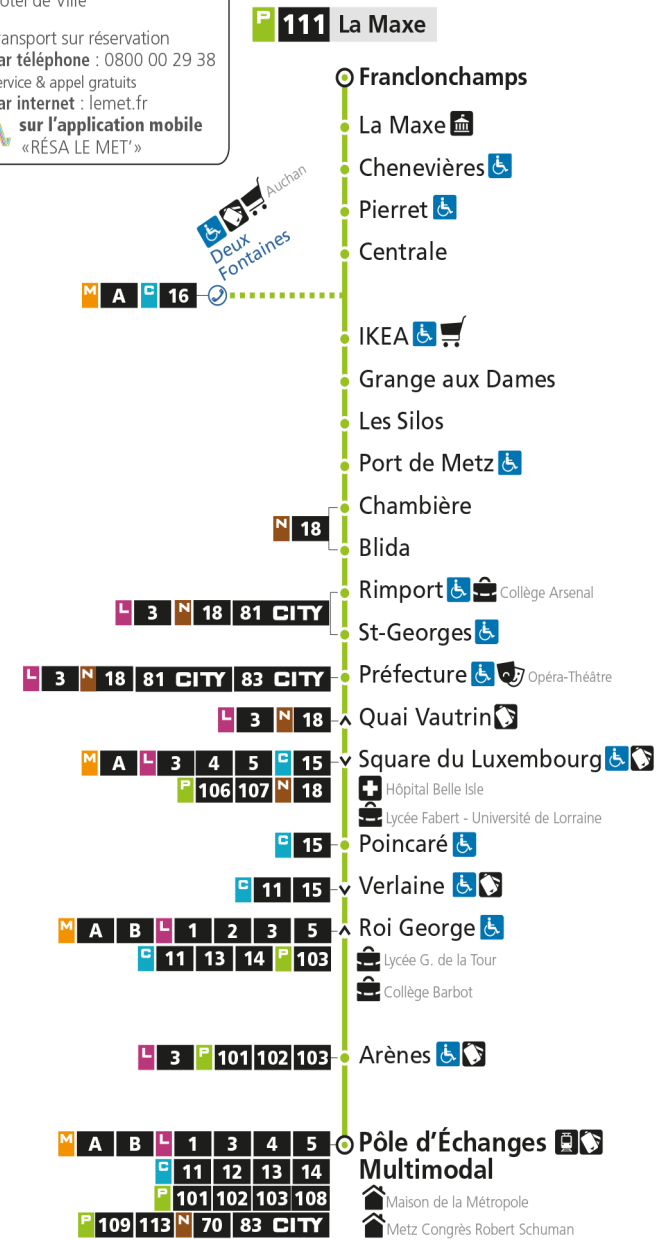 Hôtel de Ville
P 111 La Maxe
transport sur réservation
par téléphone : 0800 00 29 38
service & appel gratuits
par internet : lemet.fr
sur l'application mobile
«RÉSA LE MET'»
Franclonchamps
La Maxe
Chenevières
Pierret
Centrale
Auchan
Deux
Fontaines
M A C 16
IKEA
Grange aux Dames
Les Silos
Port de Metz
Chambière
N 18
Blida
Rimport Collège Arsenal
L 3 N 18 81 CITY
St-Georges
L 3 N 18 81 CITY 83 CITY Préfecture Opéra-Théâtre
L 3 N 18 Quai Vautrin
M A L 3 4 5 C 15 Square du Luxembourg
P 106 107 N 18 Hôpital Belle Isle
Lycée Fabert - Université de Lorraine
C 15 Poincaré
C 11 15 Verlaine
M A B L 1 2 3 5 Roi George
C 11 13 14 P 103 Lycée G. de la Tour
Collège Barbot
L 3 P 101 102 103 Arènes
M A B L 1 3 4 5 Pôle d'Échanges
C 11 12 13 14 Multimodal
P 101 102 103 108 Maison de la Métropole
P 109 113 N 70 83 CITY Metz Congrès Robert Schuman